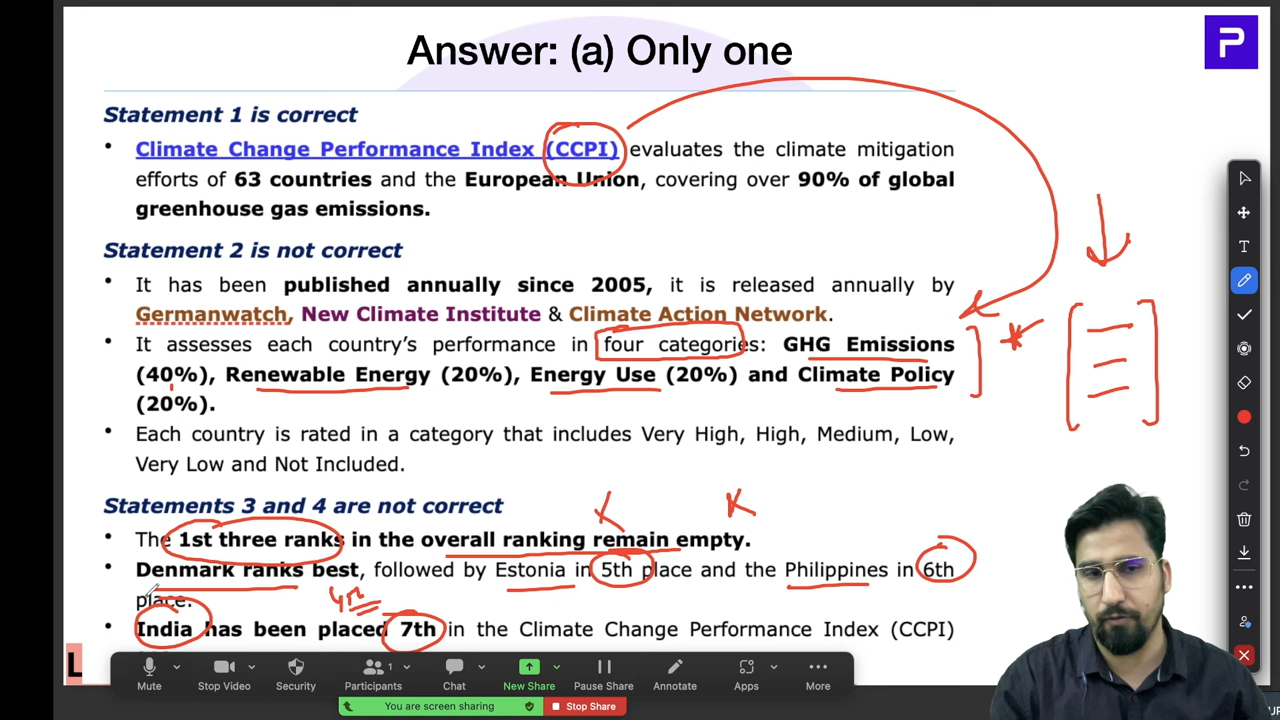 Answer: (a) Only one
P
Statement 1 is correct
• Climate Change Performance Index (CCPI) evaluates the climate mitigation
efforts of 63 countries and the European Union, covering over 90% of global
greenhouse gas emissions.
Statement 2 is not correct
• It has been published annually since 2005, it is released annually by
Germanwatch, New Climate Institute & Climate Action Network.
• It assesses each country's performance in four categories: GHG Emissions
(40%), Renewable Energy (20%), Energy Use (20%) and Climate Policy
(20%).
• Each country is rated in a category that includes Very High, High, Medium, Low,
Very Low and Not Included.
Statements 3 and 4 are not correct
• The 1st three ranks in the overall ranking remain empty.
• Denmark ranks best, followed by Estonia in 5th place and the Philippines in 6th
place.
4th
• India has been placed 7th in the Climate Change Performance Index (CCPI)
L
Mute
Stop Video
Security
1
Participants
Chat
New Share
Pause Share
Annotate
Apps
More
You are screen sharing
Stop Share
T